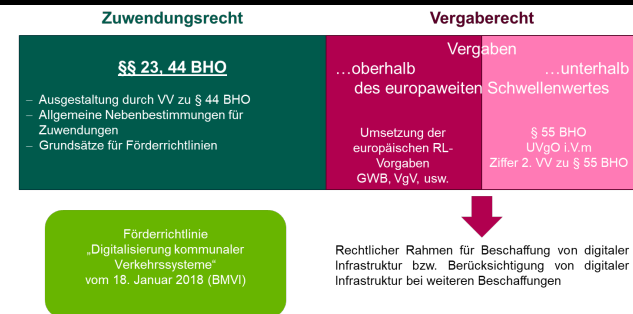 Zuwendungsrecht
Vergaberecht
§§ 23, 44 BHO
– Ausgestaltung durch VV zu § 44 BHO
– Allgemeine Nebenbestimmungen für
Zuwendungen
– Grundsätze für Förderrichtlinien
Vergaben
…oberhalb …unterhalb
des europaweiten Schwellenwertes
Umsetzung der
europäischen RL-
Vorgaben
GWB, VgV, usw.
§ 55 BHO
UVgO i.V.m
Ziffer 2. VV zu § 55 BHO
Förderrichtlinie
„Digitalisierung kommunaler
Verkehrssysteme“
vom 18. Januar 2018 (BMVI)
Rechtlicher Rahmen für Beschaffung von digitaler
Infrastruktur bzw. Berücksichtigung von digitaler
Infrastruktur bei weiteren Beschaffungen